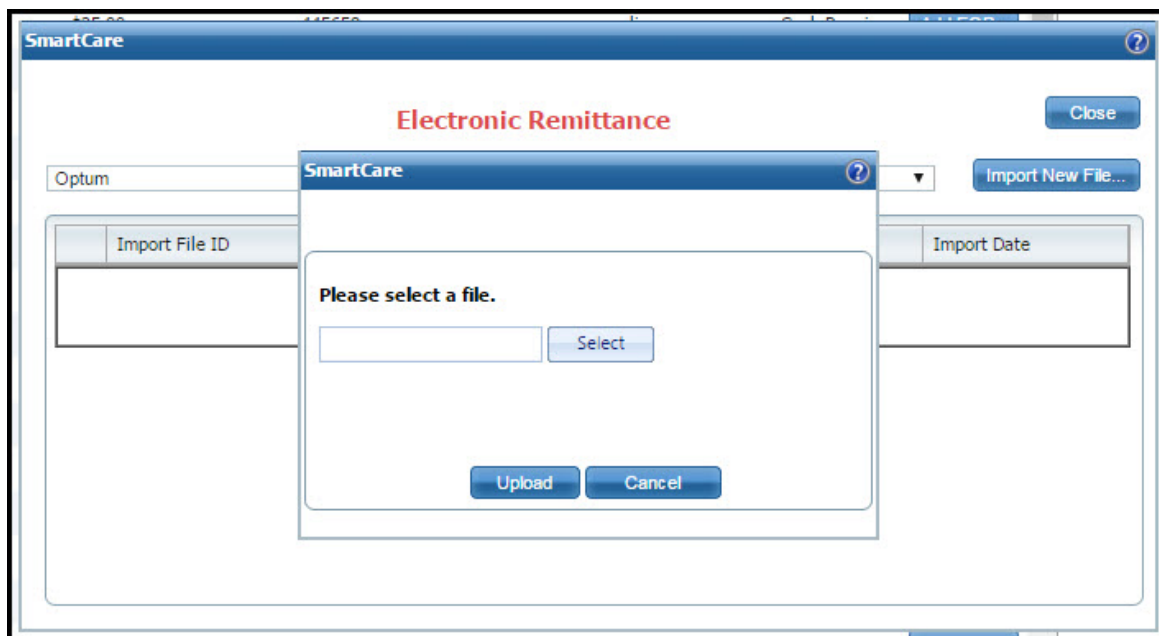 SmartCare
Electronic Remittance
Close
Optum
Import New File...
Import File ID
Import Date
SmartCare
Please select a file.
Select
Upload
Cancel